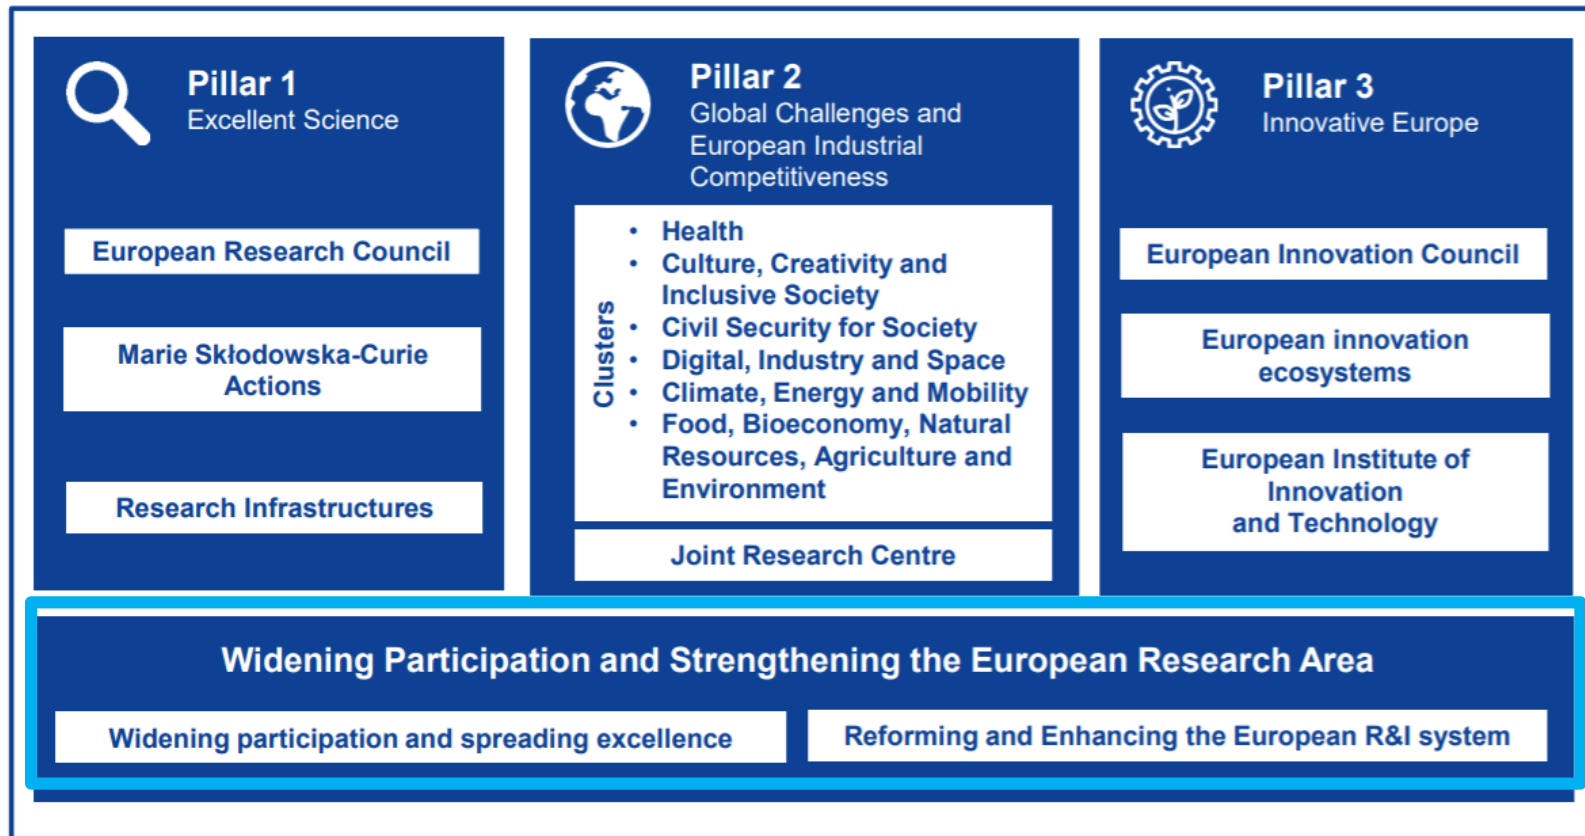 Pillar 1
Excellent Science
European Research Council
Marie Skłodowska-Curie
Actions
Research Infrastructures
Pillar 2
Global Challenges and
European Industrial
Competitiveness
Clusters
• Health
• Culture, Creativity and
Inclusive Society
• Civil Security for Society
• Digital, Industry and Space
• Climate, Energy and Mobility
• Food, Bioeconomy, Natural
Resources, Agriculture and
Environment
Joint Research Centre
Pillar 3
Innovative Europe
European Innovation Council
European innovation
ecosystems
European Institute of
Innovation
and Technology
Widening Participation and Strengthening the European Research Area
Widening participation and spreading excellence
Reforming and Enhancing the European R&I system